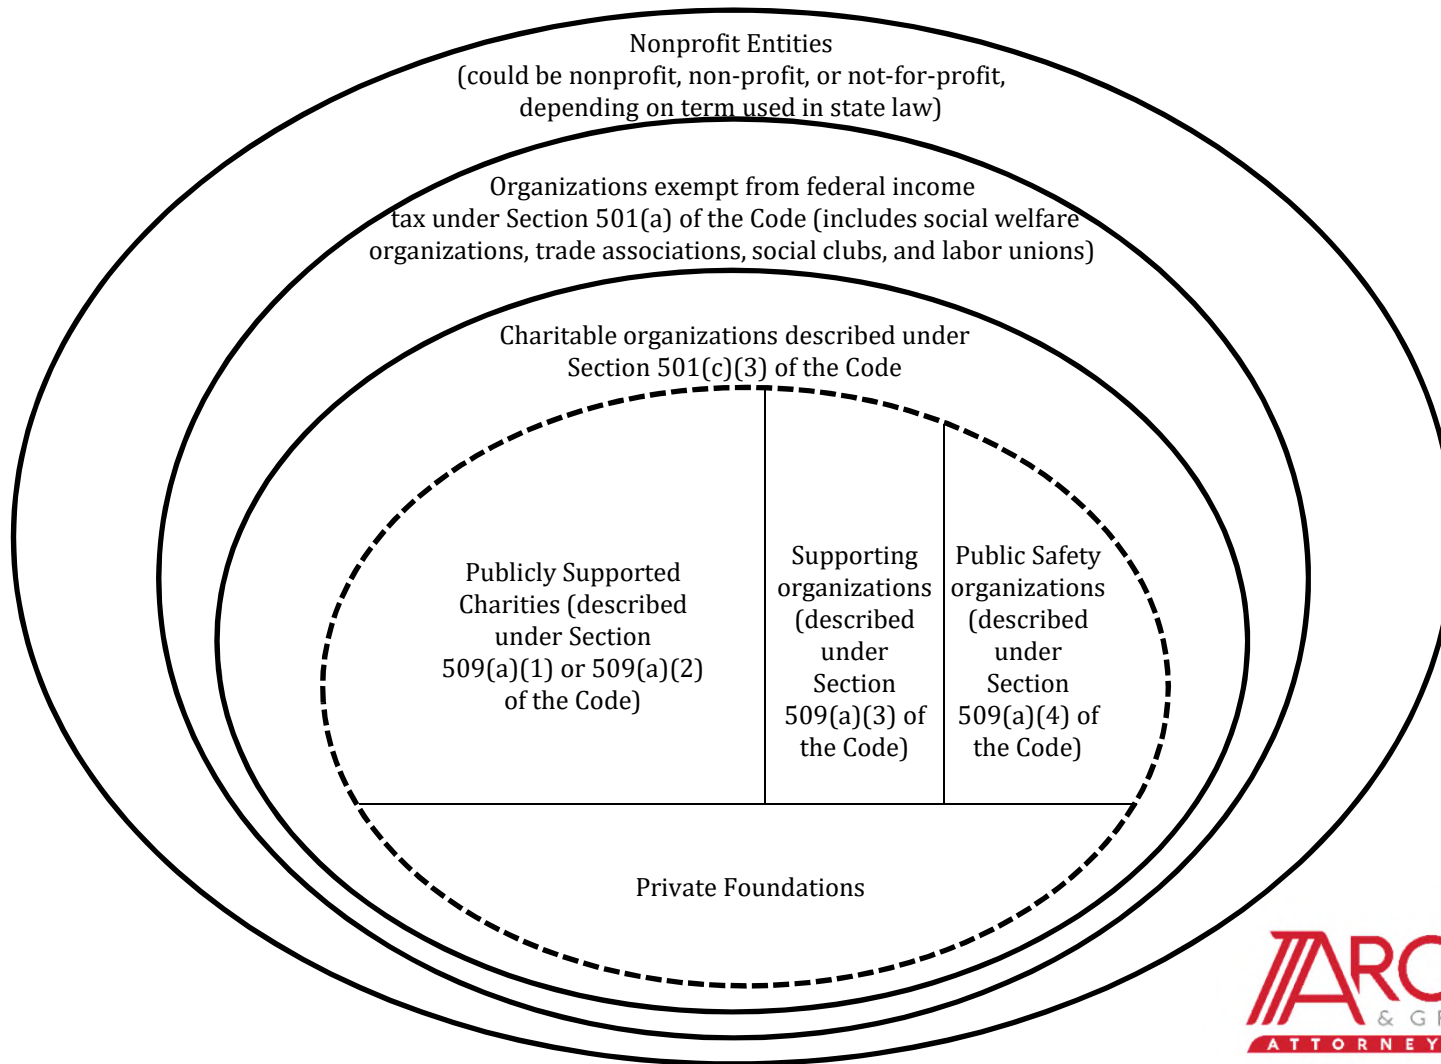 Nonprofit Entities
(could be nonprofit, non-profit, or not-for-profit,
depending on term used in state law)
Organizations exempt from federal income
tax under Section 501(a) of the Code (includes social welfare
organizations, trade associations, social clubs, and labor unions)
Charitable organizations described under
Section 501(c)(3) of the Code
Publicly Supported
Charities (described
under Section
509(a)(1) or 509(a)(2)
of the Code)
Supporting
organizations
(described
under
Section
509(a)(3) of
the Code)
Public Safety
organizations
(described
under
Section
509(a)(4) of
the Code)
Private Foundations
&
ATTORNEY